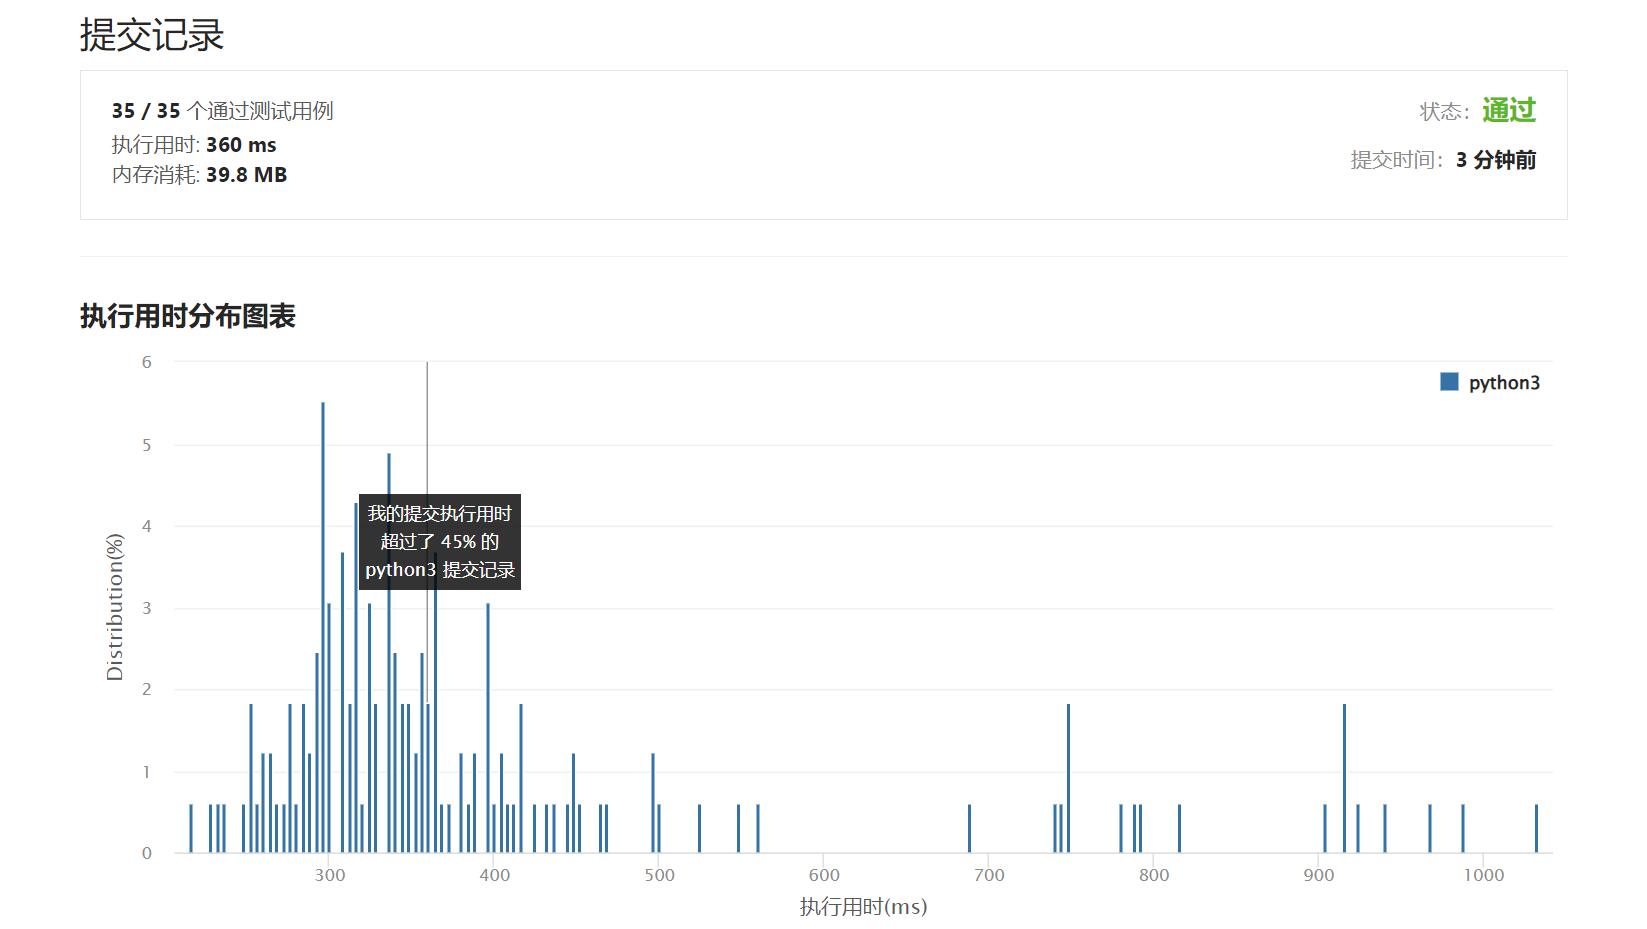 提交记录
35 / 35 个通过测试用例
状态：通过
执行用时: 360 ms
提交时间：3 分钟前
内存消耗: 39.8 MB
执行用时分布图表
6
python3
5
我的提交执行用时
超过了 45% 的
python3 提交记录
4
Distribution(%)
3
2
1
0
300 400 500 600 700 800 900 1000
执行用时(ms)